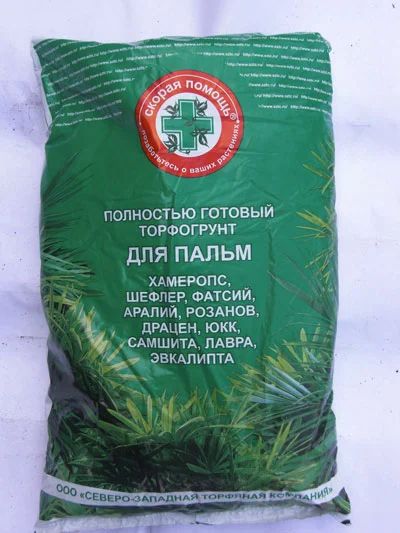 СКОРАЯ ПОМОЩЬ®
позаботьтесь о ваших растениях
ПОЛНОСТЬЮ ГОТОВЫЙ
ТОРФОГРУНТ
ДЛЯ ПАЛЬМ
ХАМЕРОПС,
ШЕФЛЕР, ФАТСИЙ,
АРАЛИЙ, РОЗАНОВ,
ДРАЦЕН, ЮКК,
САМШИТА, ЛАВРА,
ЭВКАЛИПТА
ООО «СЕВЕРО-ЗАПАДНАЯ ТОРФЯНАЯ КОМПАНИЯ»